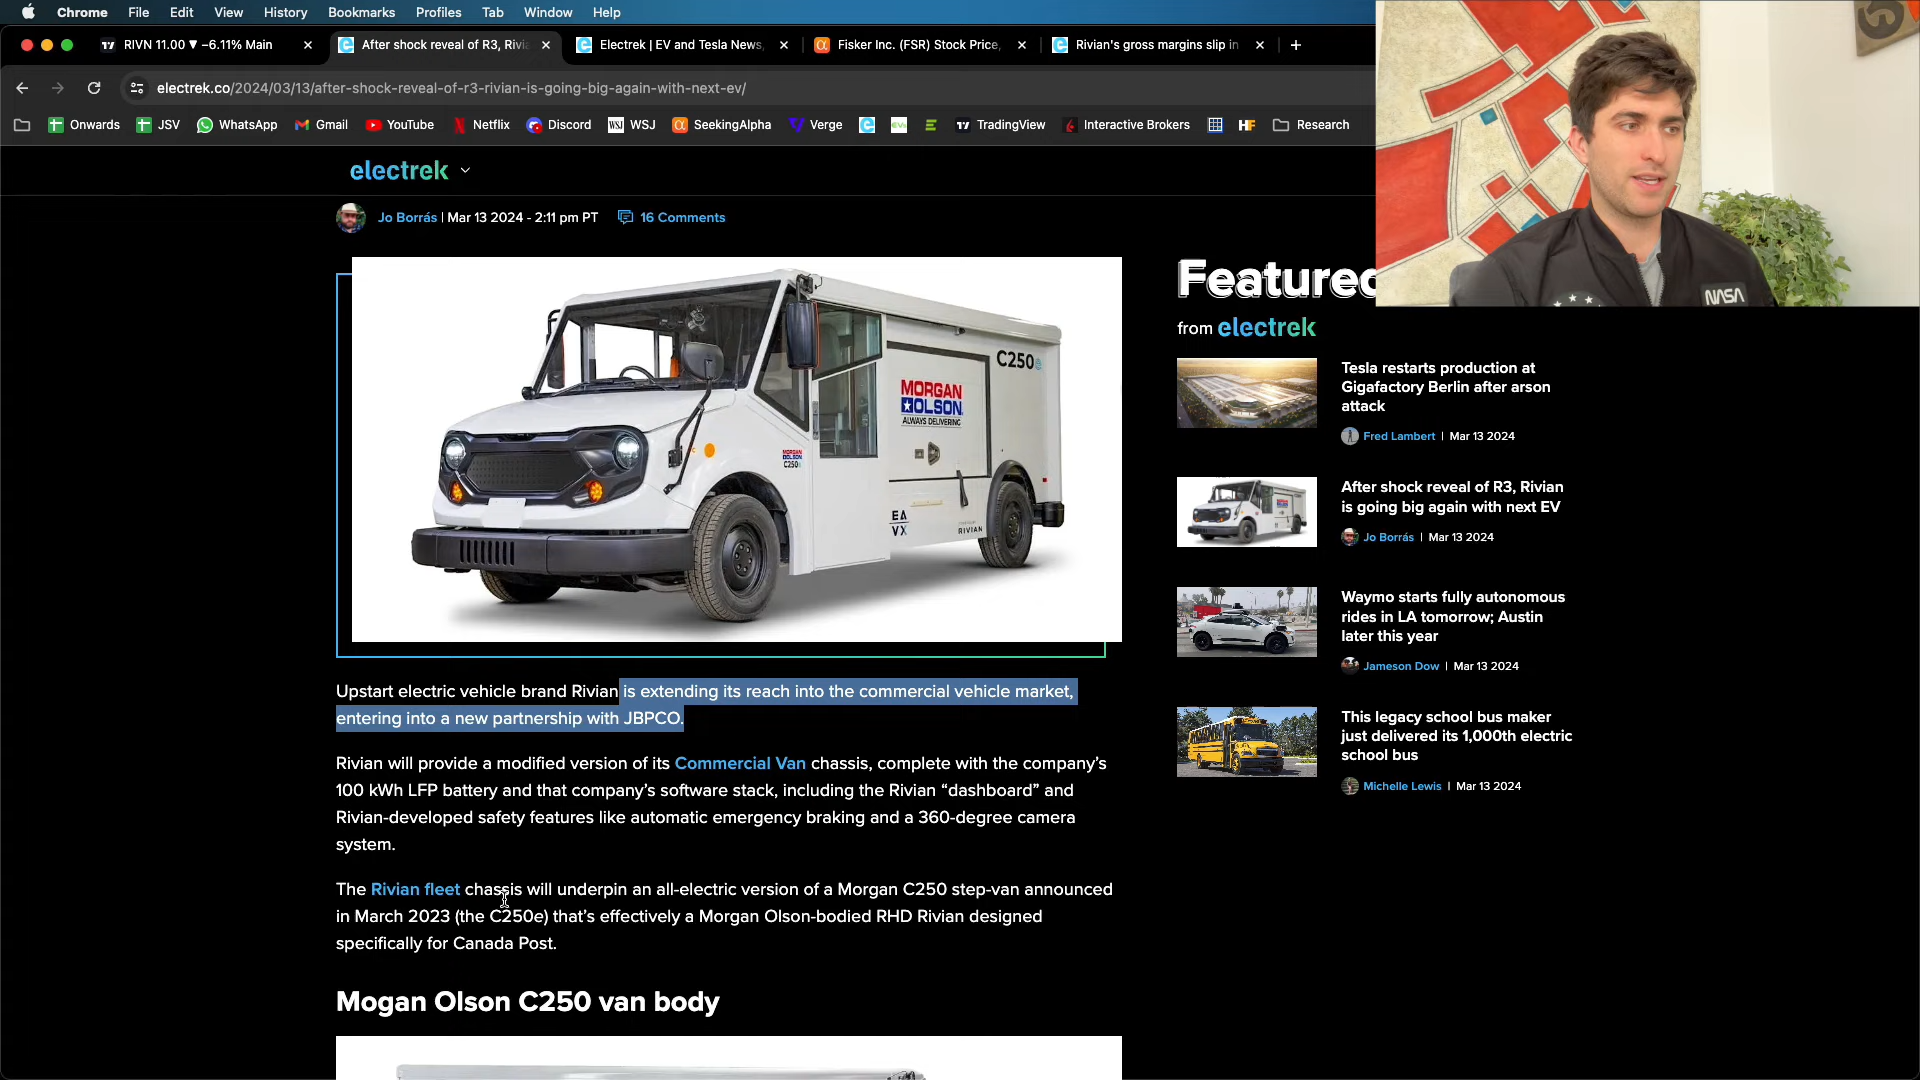 Chrome File Edit View History Bookmarks Profiles Tab Window Help
RIVN 11.00 ▼ −6.11% Main
After shock reveal of R3, Rivia
Electrek | EV and Tesla News,
Fisker Inc. (FSR) Stock Price,
Rivian's gross margins slip in
electrek.co/2024/03/13/after-shock-reveal-of-r3-rivian-is-going-big-again-with-next-ev/
Onwards JSV WhatsApp Gmail YouTube Netflix Discord WSJ WSJ SeekingAlpha Verge TradingView Interactive Brokers HF Research
electrek
Jo Borrás | Mar 13 2024 - 2:11 pm PT 16 Comments
C250
MORGAN
OLSON
ALWAYS DELIVERING
MORGAN
OLSON
C250
EA
VX
RIVIAN
Upstart electric vehicle brand Rivian is extending its reach into the commercial vehicle market,
entering into a new partnership with JBPCO.
Rivian will provide a modified version of its Commercial Van chassis, complete with the company's
100 kWh LFP battery and that company's software stack, including the Rivian “dashboard” and
Rivian-developed safety features like automatic emergency braking and a 360-degree camera
system.
The Rivian fleet chassis will underpin an all-electric version of a Morgan C250 step-van announced
in March 2023 (the C250e) that's effectively a Morgan Olson-bodied RHD Rivian designed
specifically for Canada Post.
Mogan Olson C250 van body
Featured
from electrek
Tesla restarts production at
Gigafactory Berlin after arson
attack
Fred Lambert | Mar 13 2024
After shock reveal of R3, Rivian
is going big again with next EV
Jo Borrás | Mar 13 2024
Waymo starts fully autonomous
rides in LA tomorrow; Austin
later this year
Jameson Dow | Mar 13 2024
This legacy school bus maker
just delivered its 1,000th electric
school bus
Michelle Lewis | Mar 13 2024
NASA